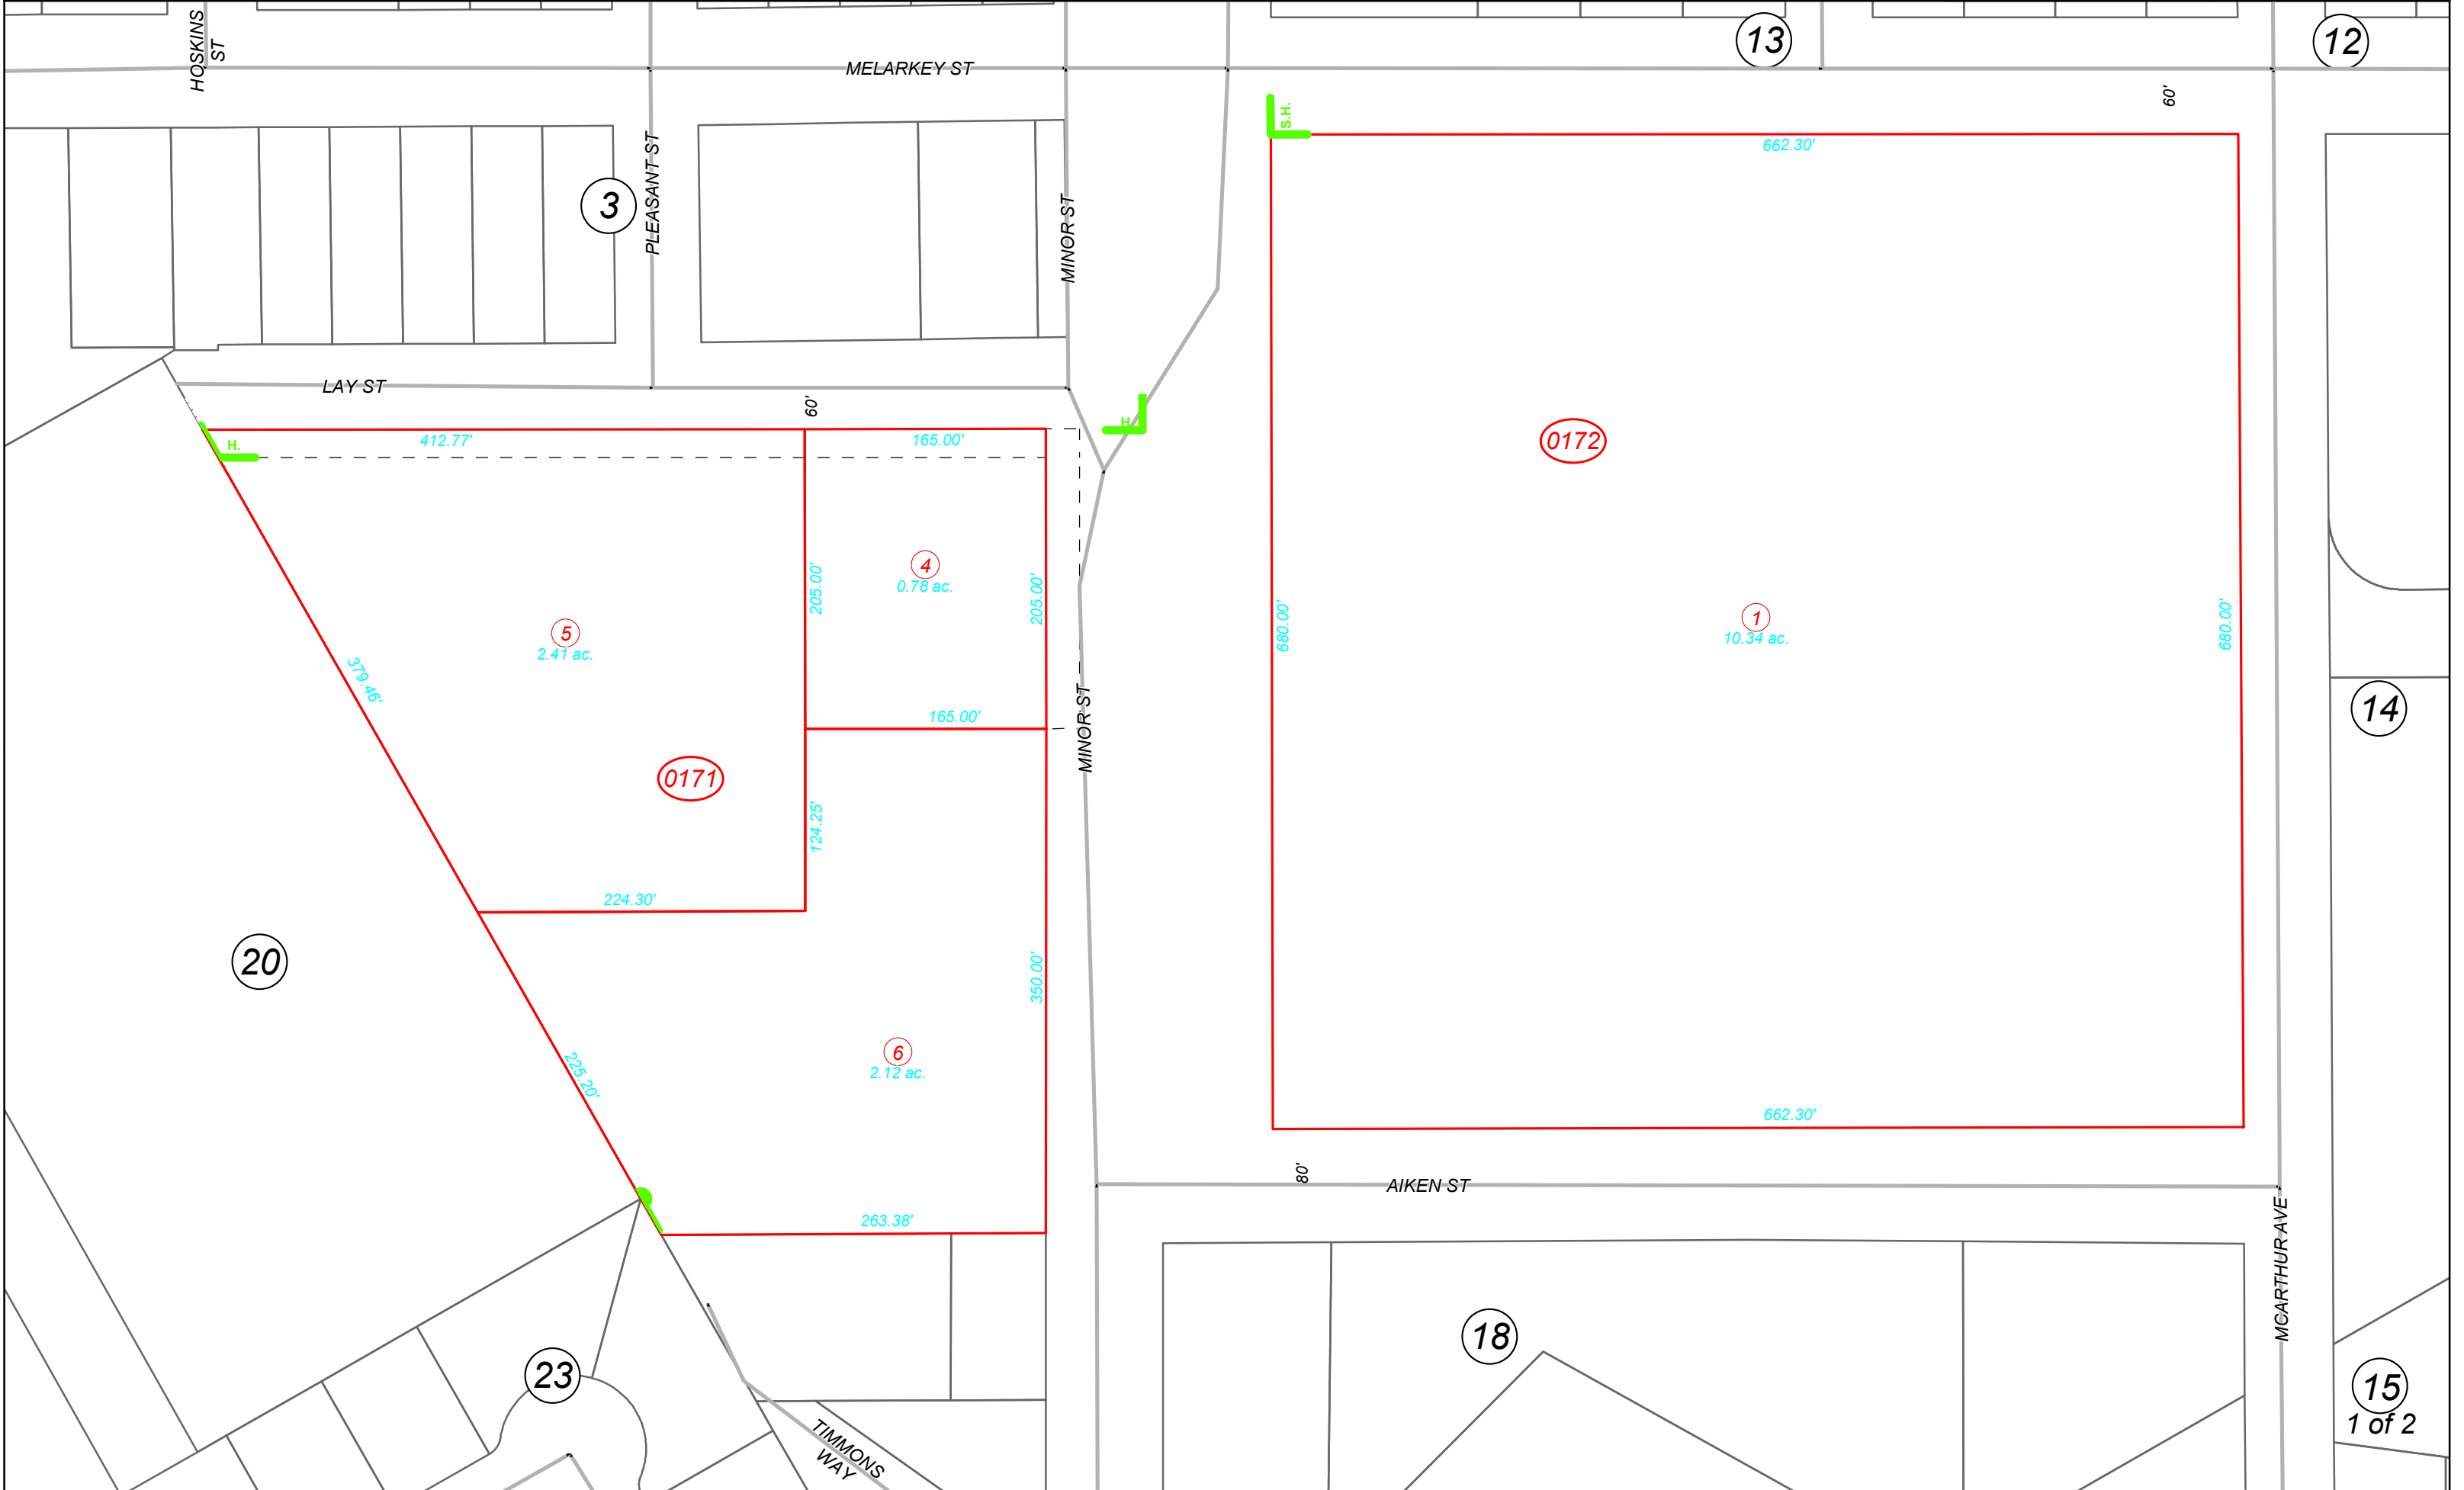 HOSKINS
ST
13
12
MELARKEY ST
60'
S.H.
662.30'
3
PLEASANT ST
MINOR ST
LAY ST
60'
H.
H.
412.77'
165.00'
0172
205.00'
4
0.78 ac.
205.00'
680.00'
1
10.34 ac.
680.00'
5
2.41 ac.
379.46'
165.00'
MINOR ST
14
0171
124.25'
224.30'
20
350.00'
6
2.12 ac.
225.20'
662.30'
80'
AIKEN ST
263.38'
MCARTHUR AVE
18
23
15
1 of 2
TIMMONS
WAY